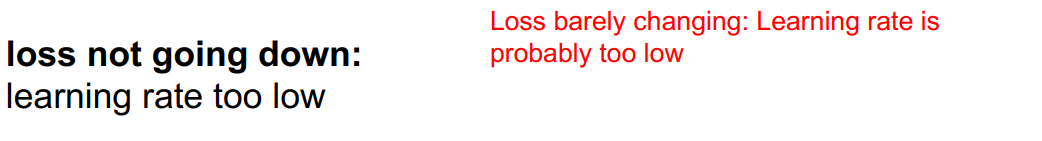 loss not going down:
learning rate too low
Loss barely changing: Learning rate is
probably too low